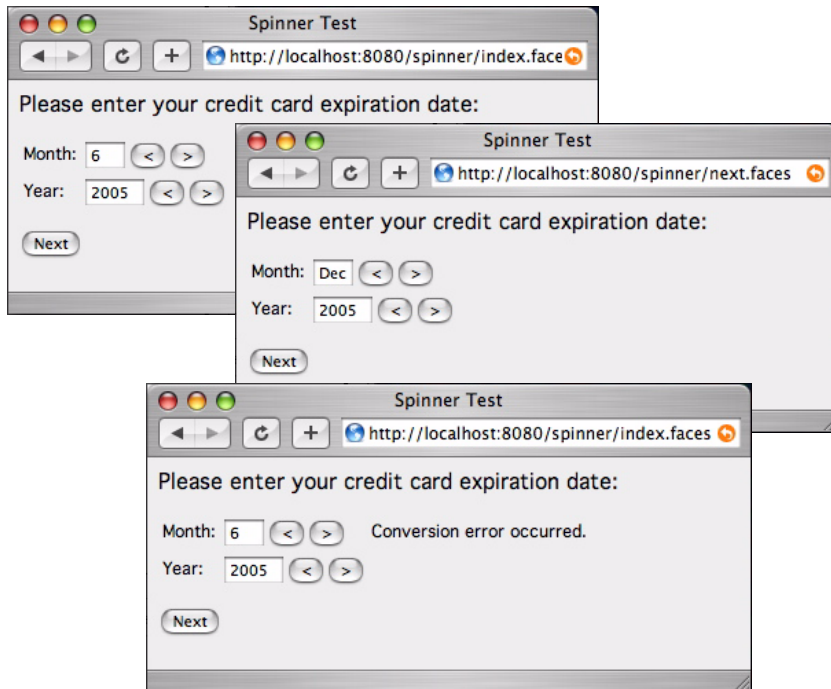 Spinner Test
http://localhost:8080/spinner/index.face
Please enter your credit card expiration date:
Month: 6 < >
Year: 2005 < >
Next
Spinner Test
http://localhost:8080/spinner/next.faces
Please enter your credit card expiration date:
Month: Dec < >
Year: 2005 < >
Next
Spinner Test
http://localhost:8080/spinner/index.faces
Please enter your credit card expiration date:
Month: 6 < > Conversion error occurred.
Year: 2005 < >
Next